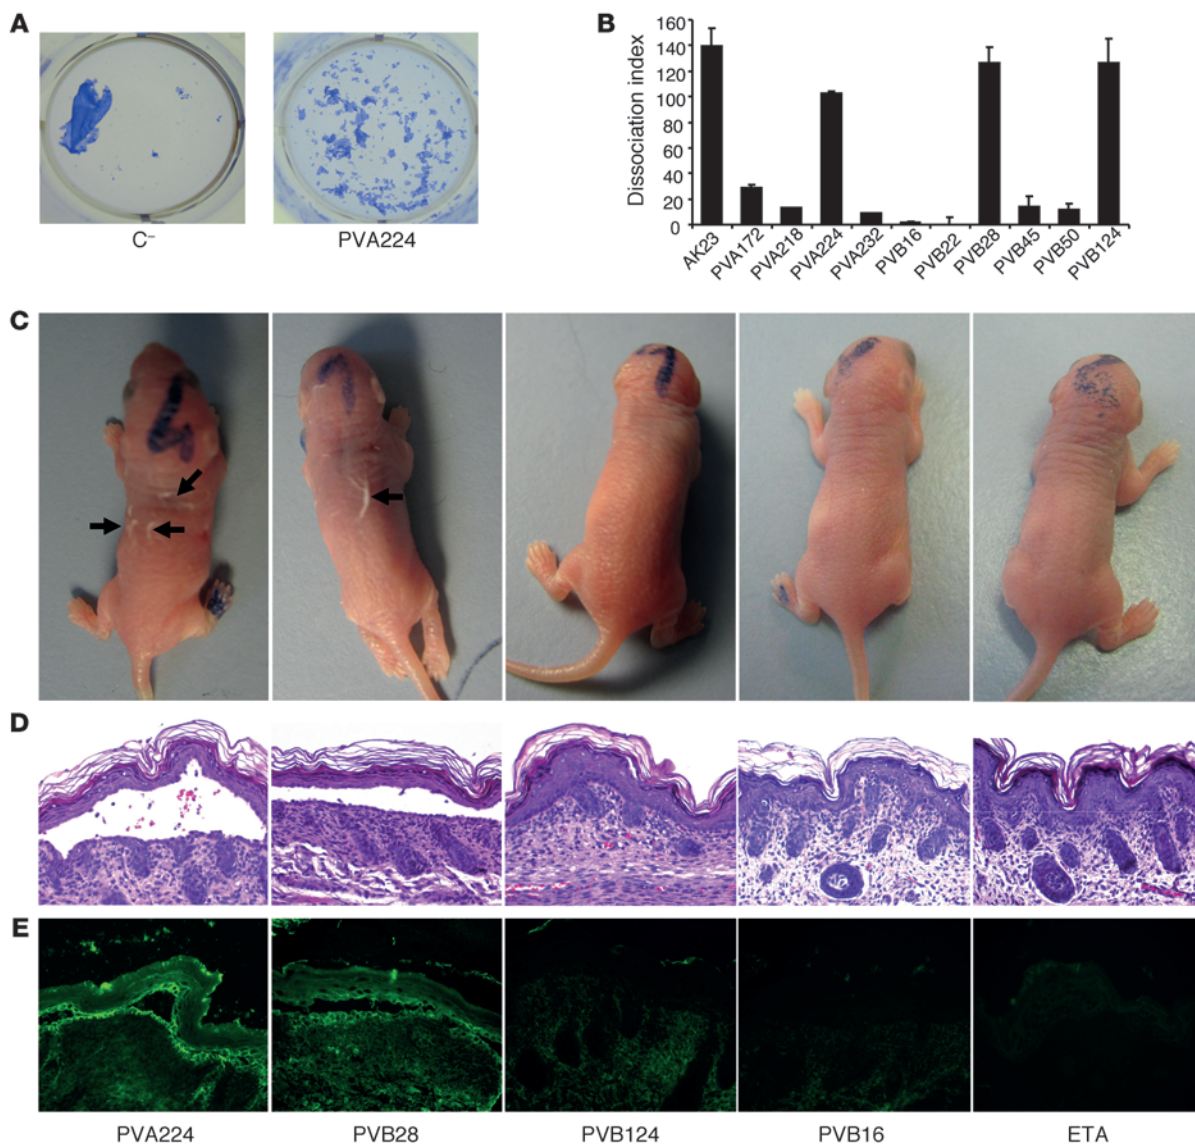 A
C⁻
PVA224
B
Dissociation index
160
140
120
100
80
60
40
20
0
AK23
PVA172
PVA218
PVA224
PVA232
PVB16
PVB22
PVB28
PVB45
PVB50
PVB124
C
D
E
PVA224
PVB28
PVB124
PVB16
ETA